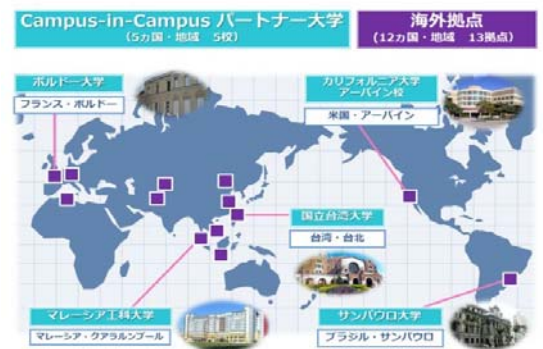 Campus-in-Campus パートナー大学
(5ヵ国・地域 5校)
海外拠点
(12ヵ国・地域 13拠点)
ボルドー大学
フランス・ボルドー
カリフォルニア大学
アーバイン校
米国・アーバイン
国立台湾大学
台湾・台北
マレーシア工科大学
マレーシア・クアラルンプール
サンパウロ大学
ブラジル・サンパウロ